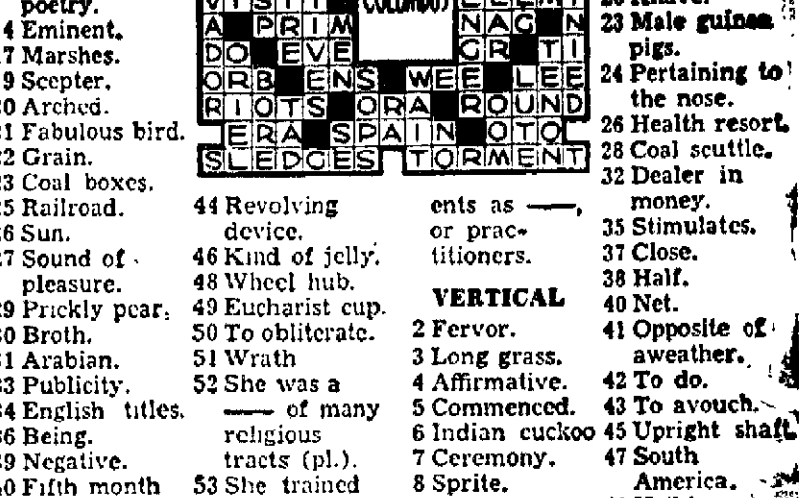 poetry.
4 Eminent.
7 Marshes.
9 Scepter.
0 Arched.
1 Fabulous bird.
2 Grain.
3 Coal boxes.
5 Railroad.
6 Sun.
7 Sound of
pleasure.
9 Prickly pear.
0 Broth.
1 Arabian.
3 Publicity.
4 English titles.
6 Being.
9 Negative.
0 Fifth month
VISIT COLUMBO)
A PRIM NAG N
DO EVE GR TI
ORB ENS WEE LEE
RIOTS ORA ROUND
ERA SPAIN OTO
SLEDGES TORMENT
44 Revolving
device.
46 Kind of jelly.
48 Wheel hub.
49 Eucharist cup.
50 To obliterate.
51 Wrath
52 She was a
—— of many
religious
tracts (pl.).
53 She trained
ents as ——,
or prac-
titioners.
VERTICAL
2 Fervor.
3 Long grass.
4 Affirmative.
5 Commenced.
6 Indian cuckoo
7 Ceremony.
8 Sprite.
23 Male guinea
pigs.
24 Pertaining to
the nose.
26 Health resort.
28 Coal scuttle.
32 Dealer in
money.
35 Stimulates.
37 Close.
38 Half.
40 Net.
41 Opposite of
aweather.
42 To do.
43 To avouch.
45 Upright shaft.
47 South
America.